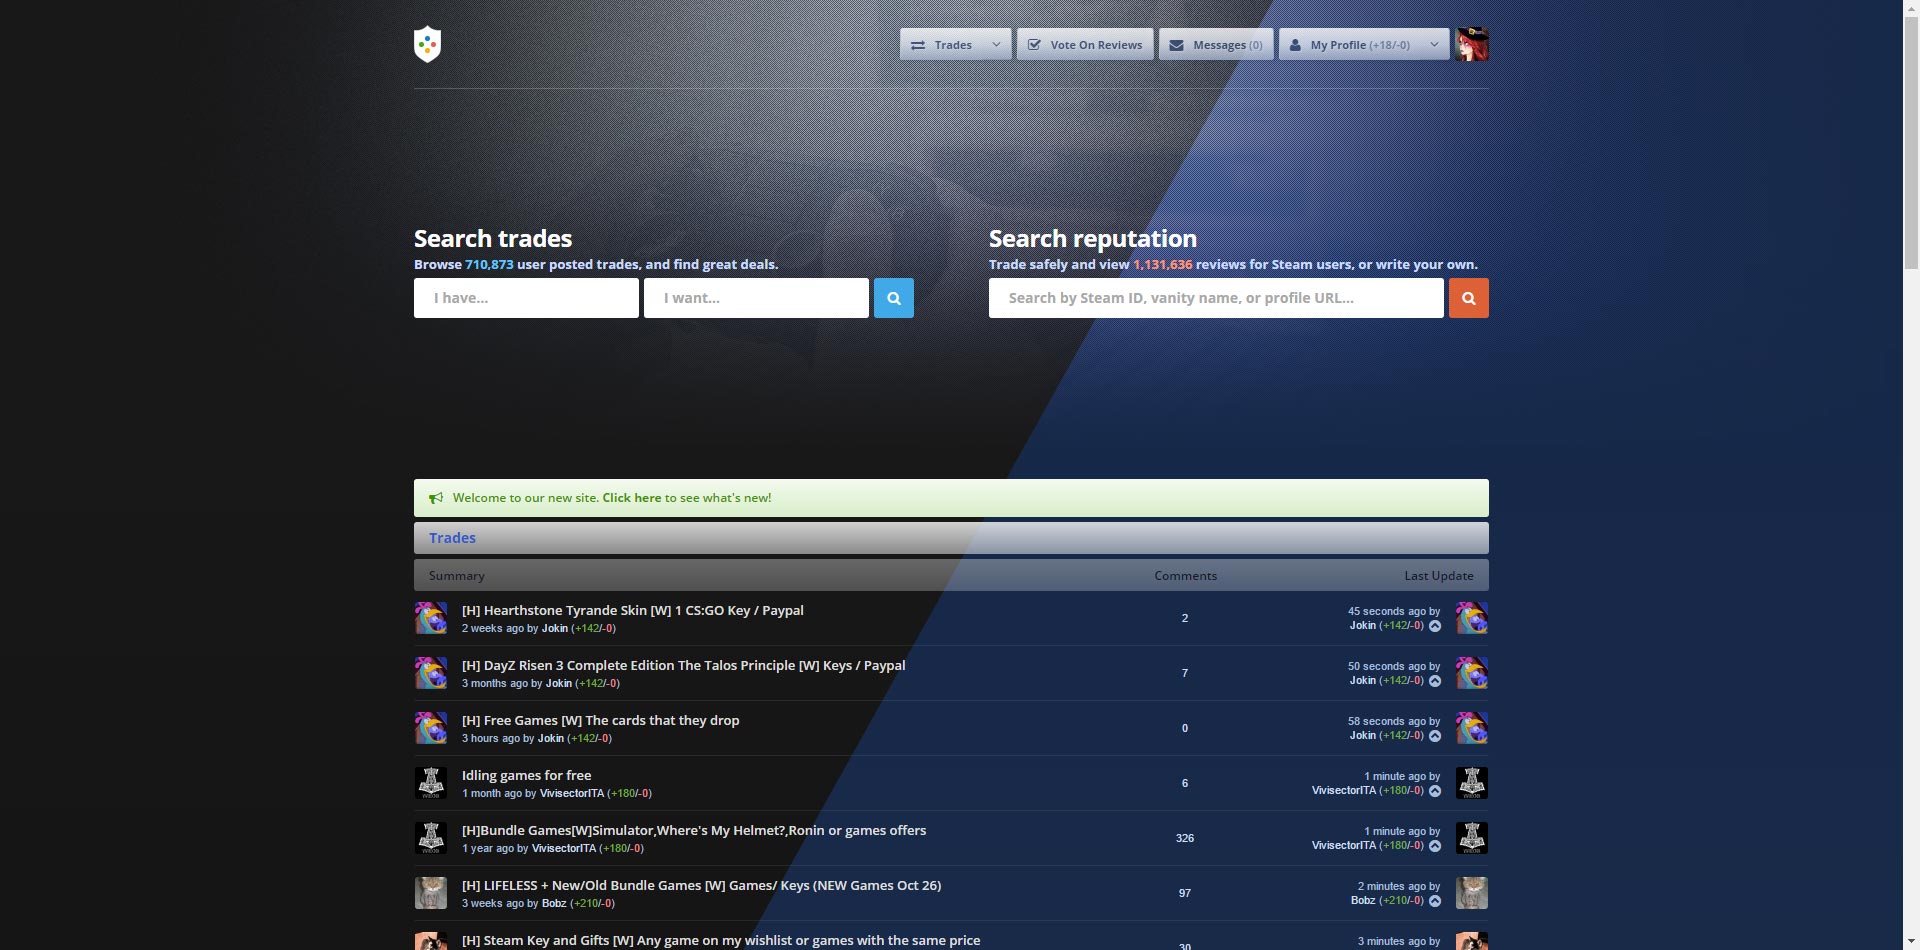 Trades
Vote On Reviews
Messages (0)
My Profile (+18/-0)
Search trades
Browse 710,873 user posted trades, and find great deals.
I have...
I want...
Search reputation
Trade safely and view 1,131,636 reviews for Steam users, or write your own.
Search by Steam ID, vanity name, or profile URL...
Welcome to our new site. Click here to see what's new!
Trades
Summary
Comments
Last Update
[H] Hearthstone Tyrande Skin [W] 1 CS:GO Key / Paypal
2 weeks ago by Jokin (+142/-0)
2
45 seconds ago by
Jokin (+142/-0)
[H] DayZ Risen 3 Complete Edition The Talos Principle [W] Keys / Paypal
3 months ago by Jokin (+142/-0)
7
50 seconds ago by
Jokin (+142/-0)
[H] Free Games [W] The cards that they drop
3 hours ago by Jokin (+142/-0)
0
58 seconds ago by
Jokin (+142/-0)
Idling games for free
1 month ago by VivisectorITA (+180/-0)
6
1 minute ago by
VivisectorITA (+180/-0)
[H]Bundle Games[W]Simulator,Where's My Helmet?,Ronin or games offers
1 year ago by VivisectorITA (+180/-0)
326
1 minute ago by
VivisectorITA (+180/-0)
[H] LIFELESS + New/Old Bundle Games [W] Games/ Keys (NEW Games Oct 26)
3 weeks ago by Bobz (+210/-0)
97
2 minutes ago by
Bobz (+210/-0)
[H] Steam Key and Gifts [W] Any game on my wishlist or games with the same price
30
3 minutes ago by